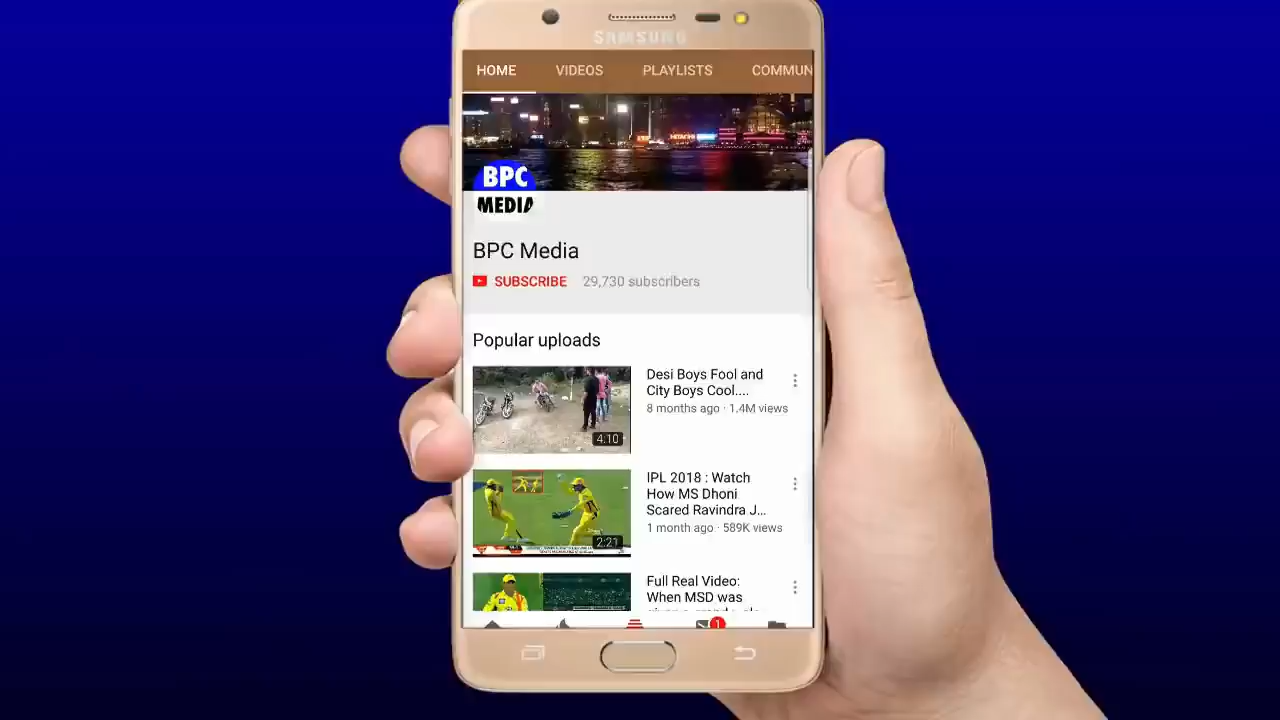 SAMSUNG
HOME VIDEOS PLAYLISTS COMMUN
HITACHI
BPC
MEDIA
BPC Media
SUBSCRIBE 29,730 subscribers
Popular uploads
Desi Boys Fool and
City Boys Cool....
8 months ago · 1.4M views
4:10
IPL 2018 : Watch
How MS Dhoni
Scared Ravindra J...
1 month ago · 589K views
2:21
Full Real Video:
When MSD was
1